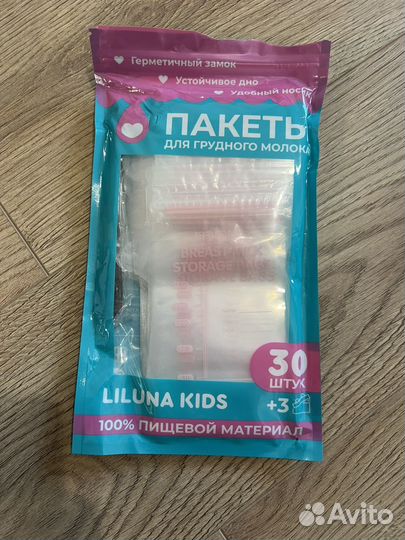 Герметичный замок
Устойчивое дно
Удобный нос
ПАКЕТЫ
ДЛЯ ГРУДНОГО МОЛОКА
BREAST
STORAGE
30
ШТУК
+3
LILUNA KIDS
100% ПИЩЕВОЙ МАТЕРИАЛ
Avito